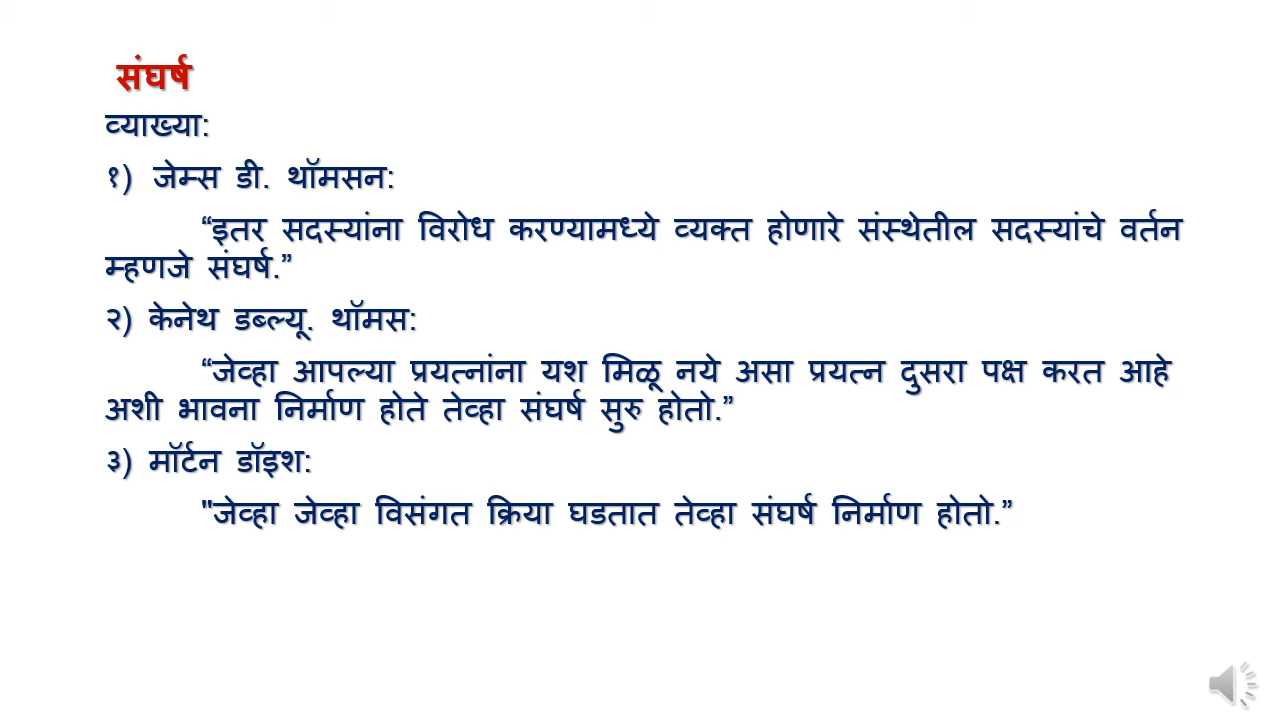 संघर्ष
व्याख्या:
१) जेम्स डी. थॉमसन:
“इतर सदस्यांना विरोध करण्यामध्ये व्यक्त होणारे संस्थेतील सदस्यांचे वर्तन
म्हणजे संघर्ष.”
२) केनेथ डब्ल्यू. थॉमस:
“जेव्हा आपल्या प्रयत्नांना यश मिळू नये असा प्रयत्न दुसरा पक्ष करत आहे
अशी भावना निर्माण होते तेव्हा संघर्ष सुरु होतो.”
३) मॉर्टन डॉइश:
"जेव्हा जेव्हा विसंगत क्रिया घडतात तेव्हा संघर्ष निर्माण होतो.”